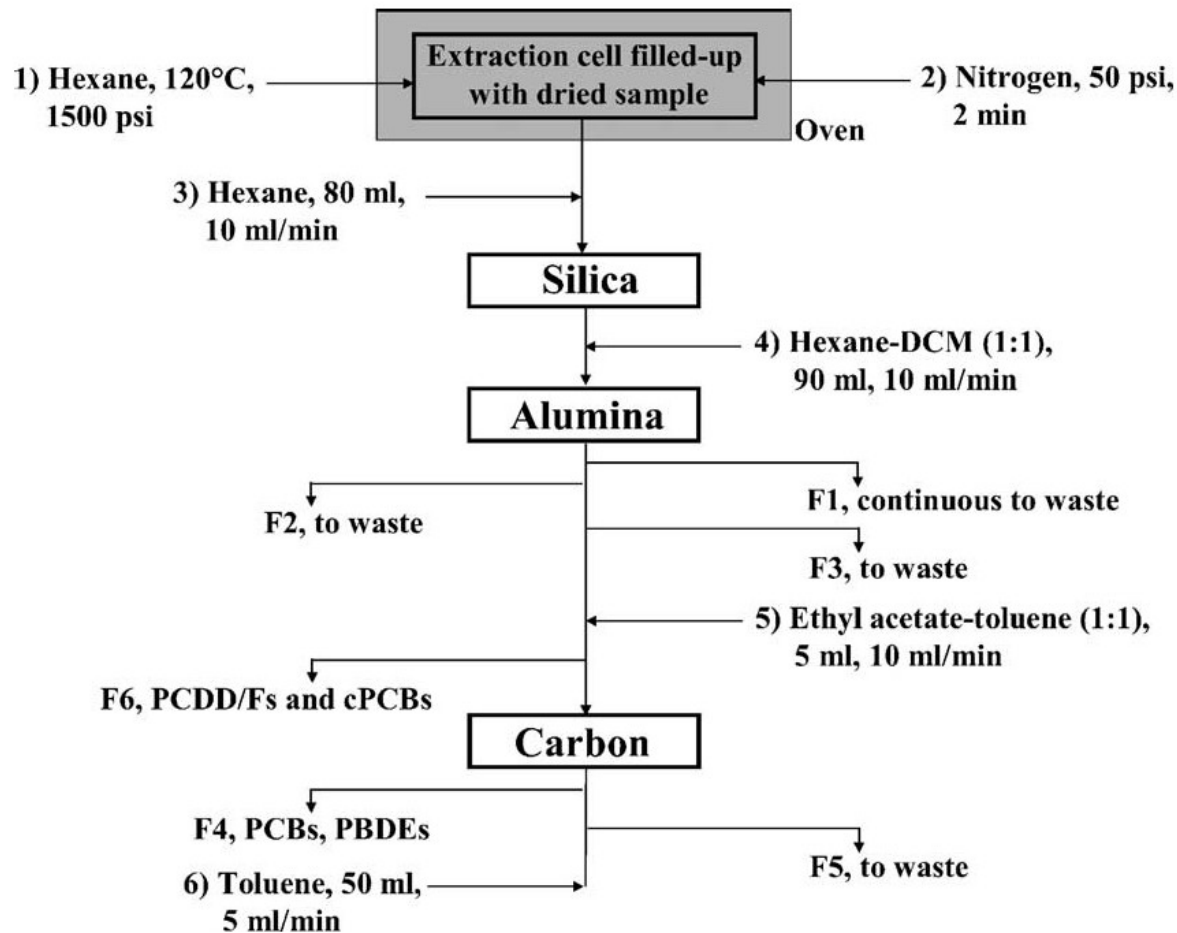 Extraction cell filled-up
with dried sample
1) Hexane, 120°C,
1500 psi
2) Nitrogen, 50 psi,
2 min
Oven
3) Hexane, 80 ml,
10 ml/min
Silica
4) Hexane-DCM (1:1),
90 ml, 10 ml/min
Alumina
F2, to waste
F1, continuous to waste
F3, to waste
5) Ethyl acetate-toluene (1:1),
5 ml, 10 ml/min
F6, PCDD/Fs and cPCBs
Carbon
F4, PCBs, PBDEs
F5, to waste
6) Toluene, 50 ml,
5 ml/min